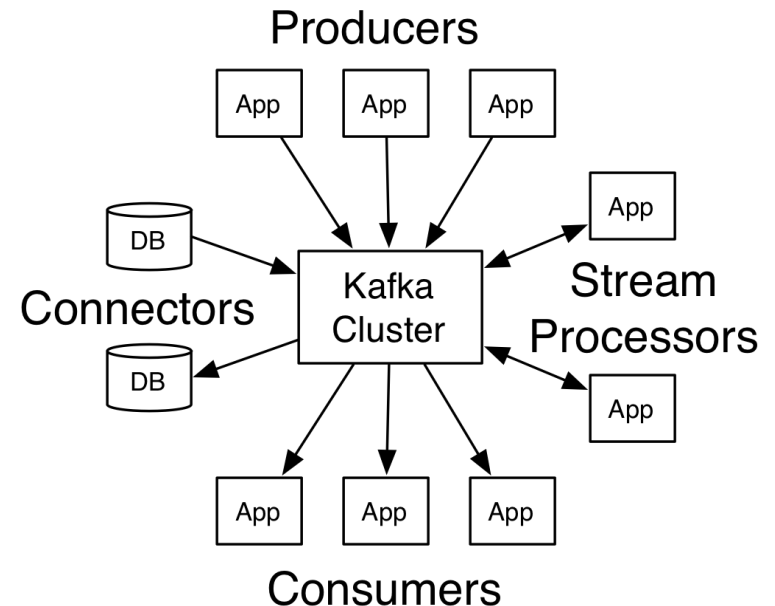 Producers
App
App
App
DB
App
Kafka
Cluster
Connectors
Stream
Processors
DB
App
App
App
App
Consumers